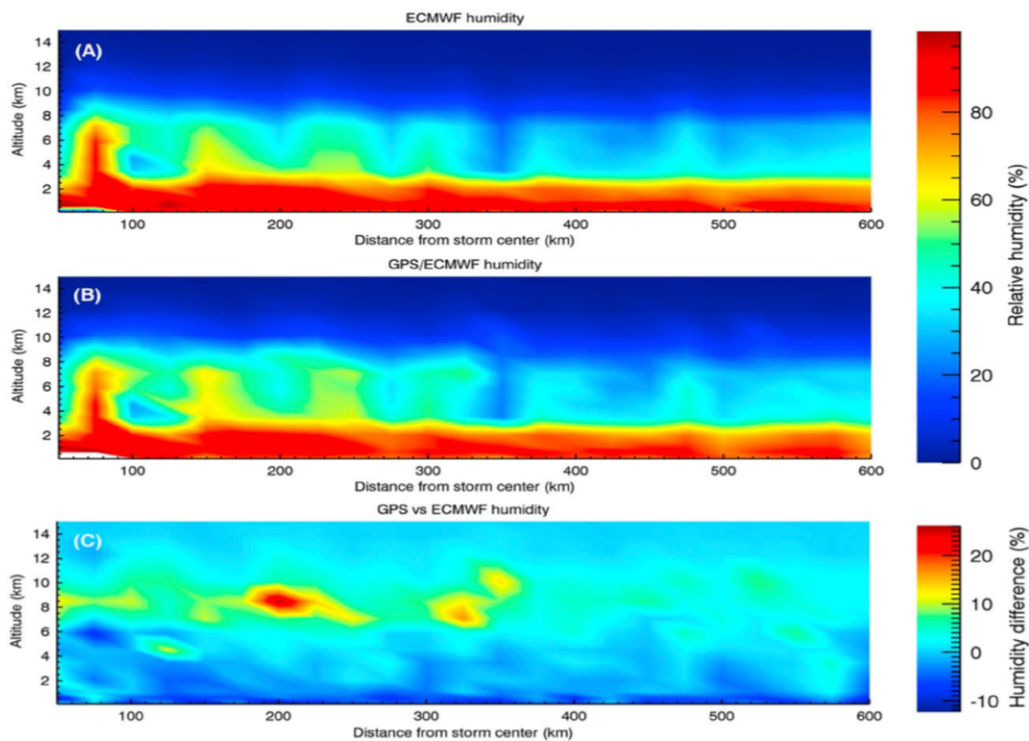 ECMWF humidity
(A)
14
12
10
8
6
4
2
Altitude (km)
100 200 300 400 500 600
Distance from storm center (km)
GPS/ECMWF humidity
(B)
14
12
10
8
6
4
2
Altitude (km)
100 200 300 400 500 600
Distance from storm center (km)
80
60
40
20
0
Relative humidity (%)
GPS vs ECMWF humidity
(C)
14
12
10
8
6
4
2
Altitude (km)
100 200 300 400 500 600
Distance from storm center (km)
20
10
0
-10
Humidity difference (%)